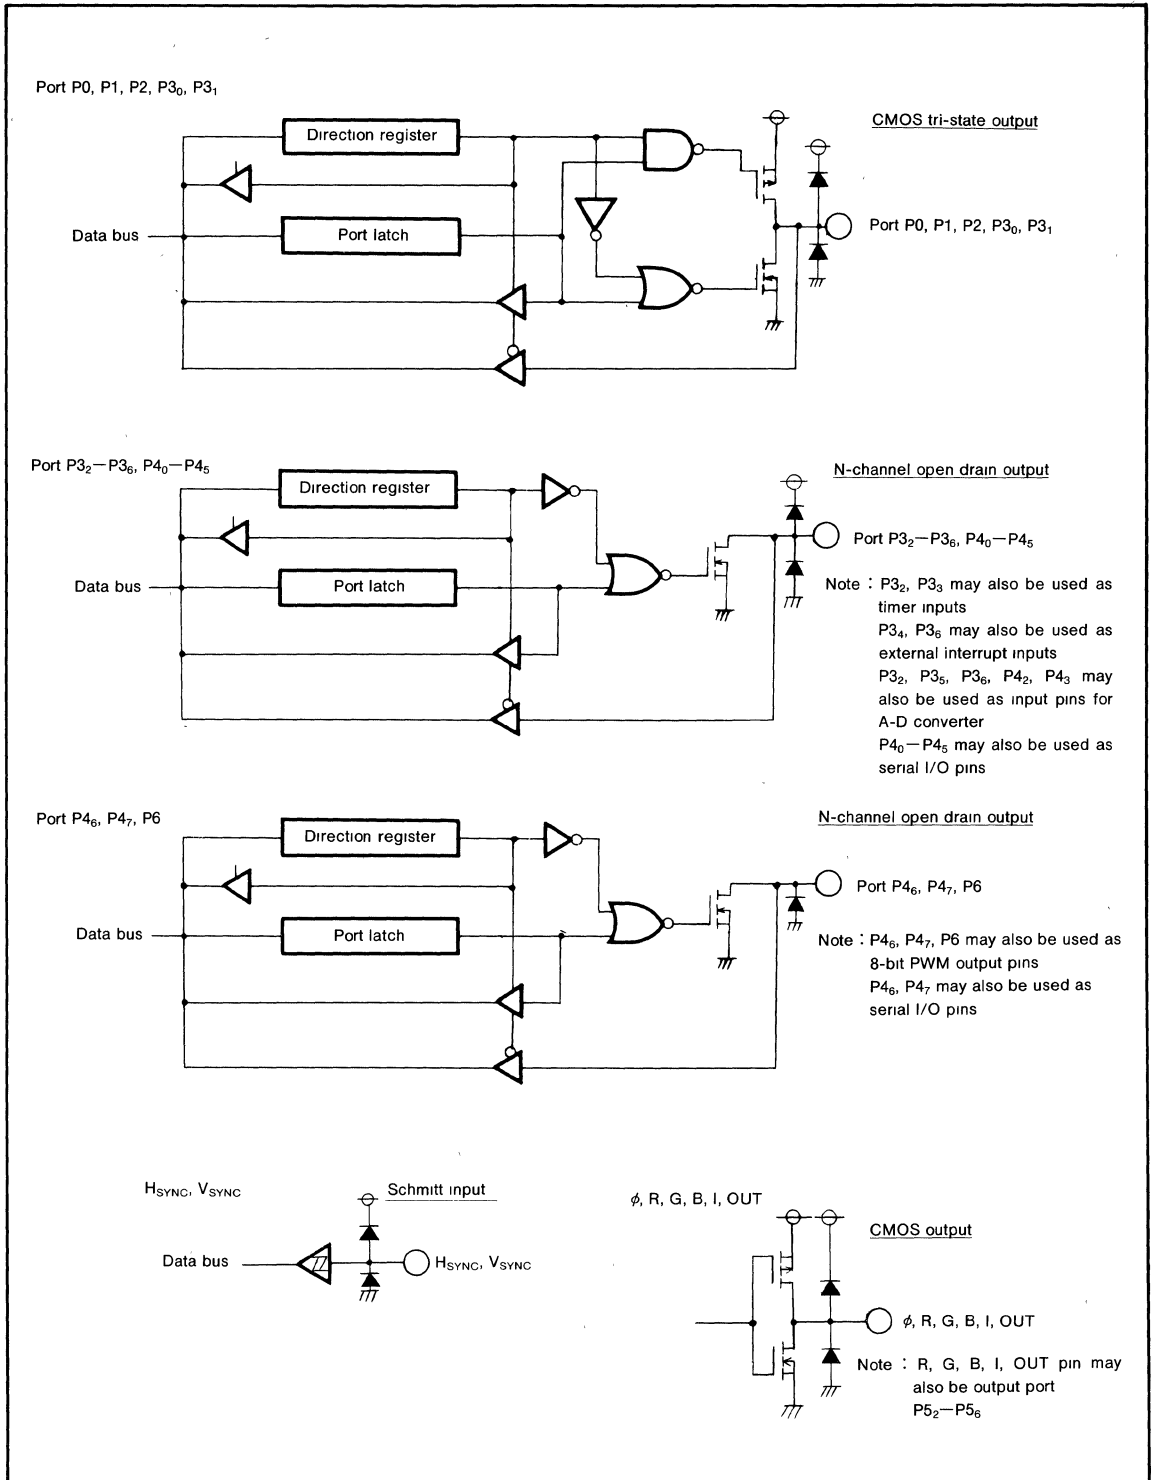 Port P0, P1, P2, P3₀, P3₁
CMOS tri-state output
Direction register
Data bus
Port latch
Port P0, P1, P2, P3₀, P3₁
Port P3₂—P3₆, P4₀—P4₅
N-channel open drain output
Direction register
Data bus
Port latch
Port P3₂—P3₆, P4₀—P4₅
Note : P3₂, P3₃ may also be used as
timer inputs
P3₄, P3₆ may also be used as
external interrupt inputs
P3₂, P3₅, P3₆, P4₂, P4₃ may
also be used as input pins for
A-D converter
P4₀—P4₅ may also be used as
serial I/O pins
Port P4₆, P4₇, P6
N-channel open drain output
Direction register
Data bus
Port latch
Port P4₆, P4₇, P6
Note : P4₆, P4₇, P6 may also be used as
8-bit PWM output pins
P4₆, P4₇ may also be used as
serial I/O pins
H_SYNC, V_SYNC
Schmitt input
Data bus
H_SYNC, V_SYNC
ϕ, R, G, B, I, OUT
CMOS output
ϕ, R, G, B, I, OUT
Note : R, G, B, I, OUT pin may
also be output port
P5₂—P5₆